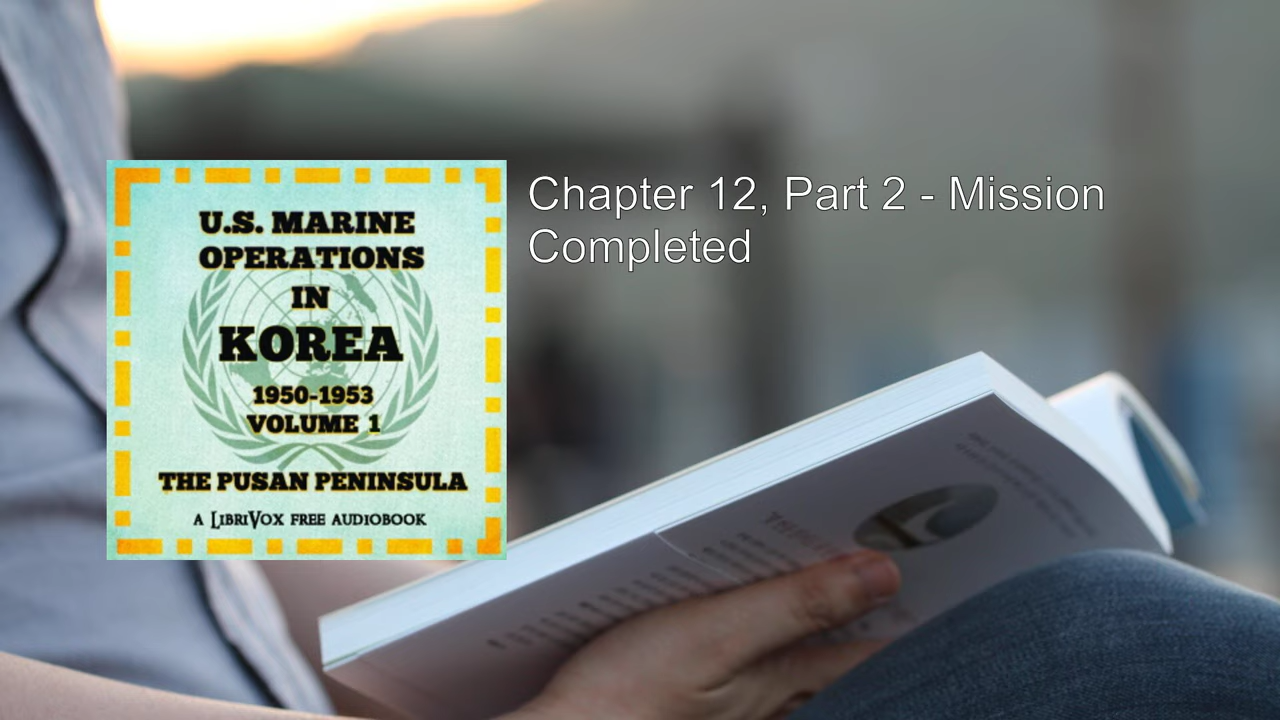 U.S. MARINE
OPERATIONS
IN
KOREA
1950-1953
VOLUME 1
THE PUSAN PENINSULA
A LIBRIVOX FREE AUDIOBOOK
Chapter 12, Part 2 - Mission
Completed